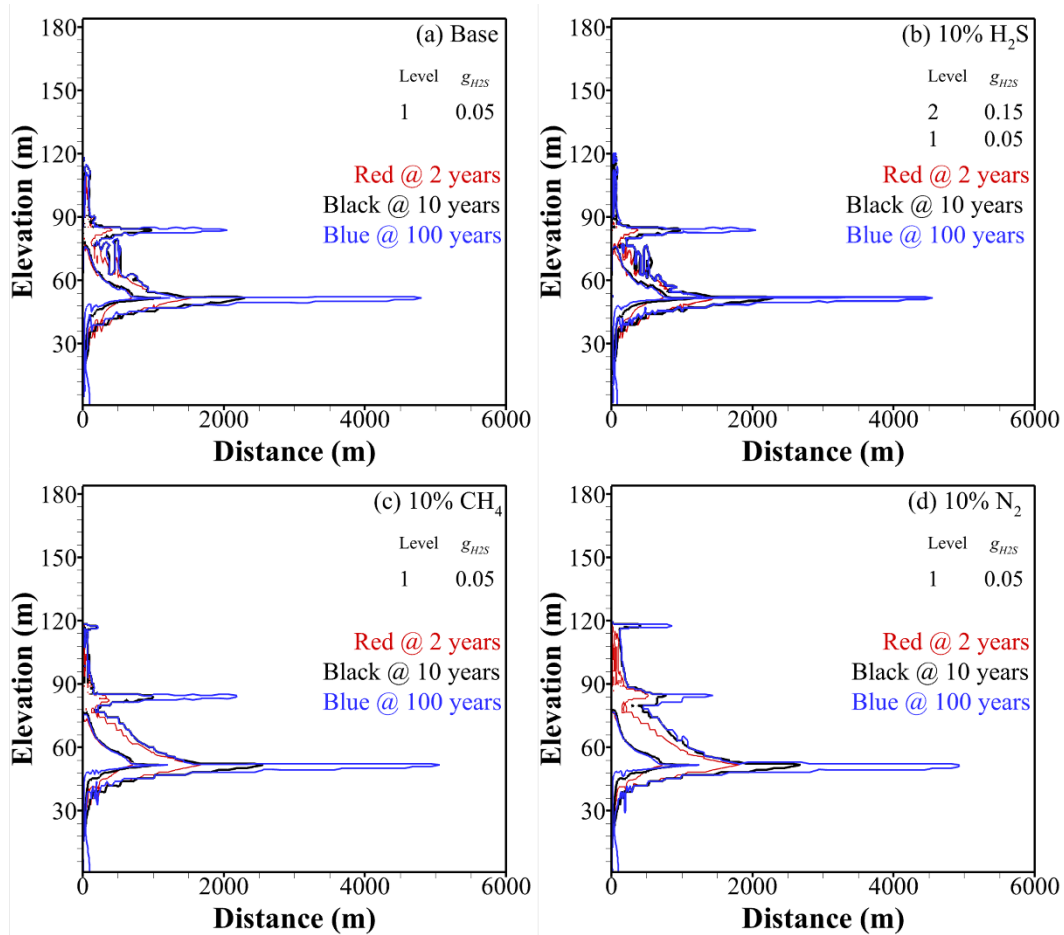 (a) Base
Level g_H2S
1 0.05
Red @ 2 years
Black @ 10 years
Blue @ 100 years
180
150
120
90
60
30
Elevation (m)
0 2000 4000 6000
Distance (m)
(b) 10% H₂S
Level g_H2S
2 0.15
1 0.05
Red @ 2 years
Black @ 10 years
Blue @ 100 years
180
150
120
90
60
30
Elevation (m)
0 2000 4000 6000
Distance (m)
(c) 10% CH₄
Level g_H2S
1 0.05
Red @ 2 years
Black @ 10 years
Blue @ 100 years
180
150
120
90
60
30
Elevation (m)
0 2000 4000 6000
Distance (m)
(d) 10% N₂
Level g_H2S
1 0.05
Red @ 2 years
Black @ 10 years
Blue @ 100 years
180
150
120
90
60
30
Elevation (m)
0 2000 4000 6000
Distance (m)